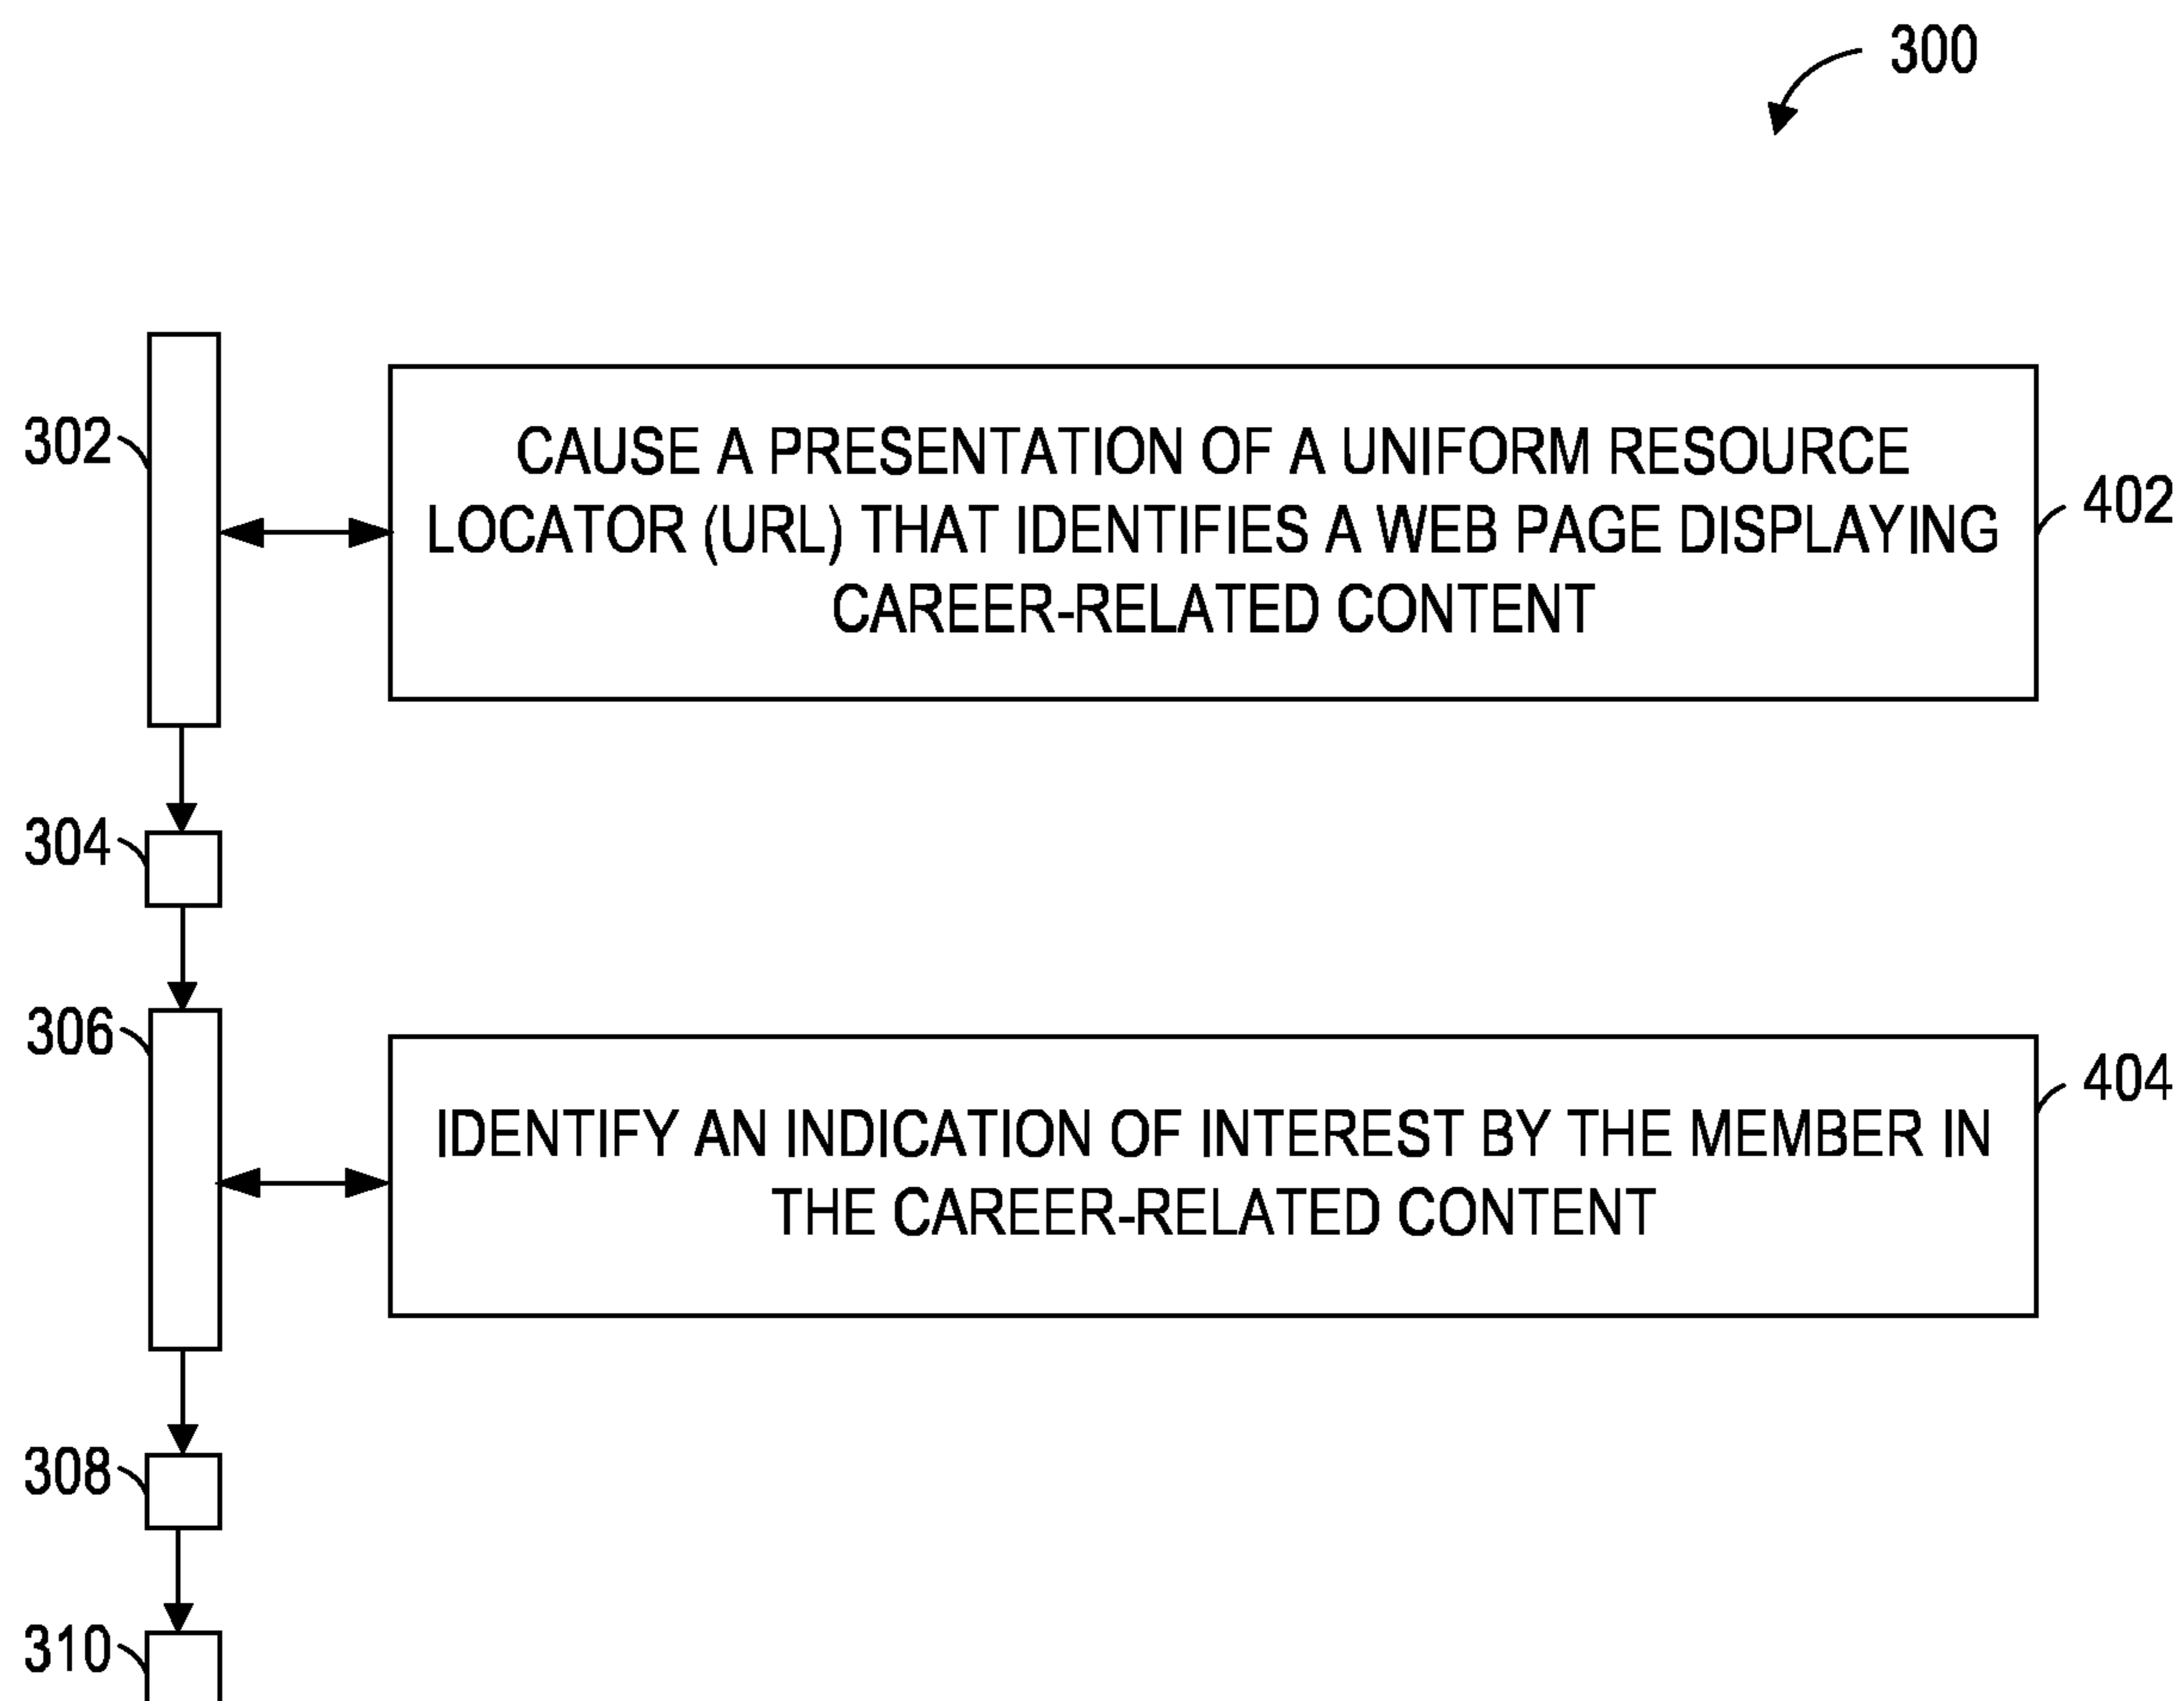 300
302
CAUSE A PRESENTATION OF A UNIFORM RESOURCE
LOCATOR (URL) THAT IDENTIFIES A WEB PAGE DISPLAYING
CAREER-RELATED CONTENT
402
304
306
IDENTIFY AN INDICATION OF INTEREST BY THE MEMBER IN
THE CAREER-RELATED CONTENT
404
308
310